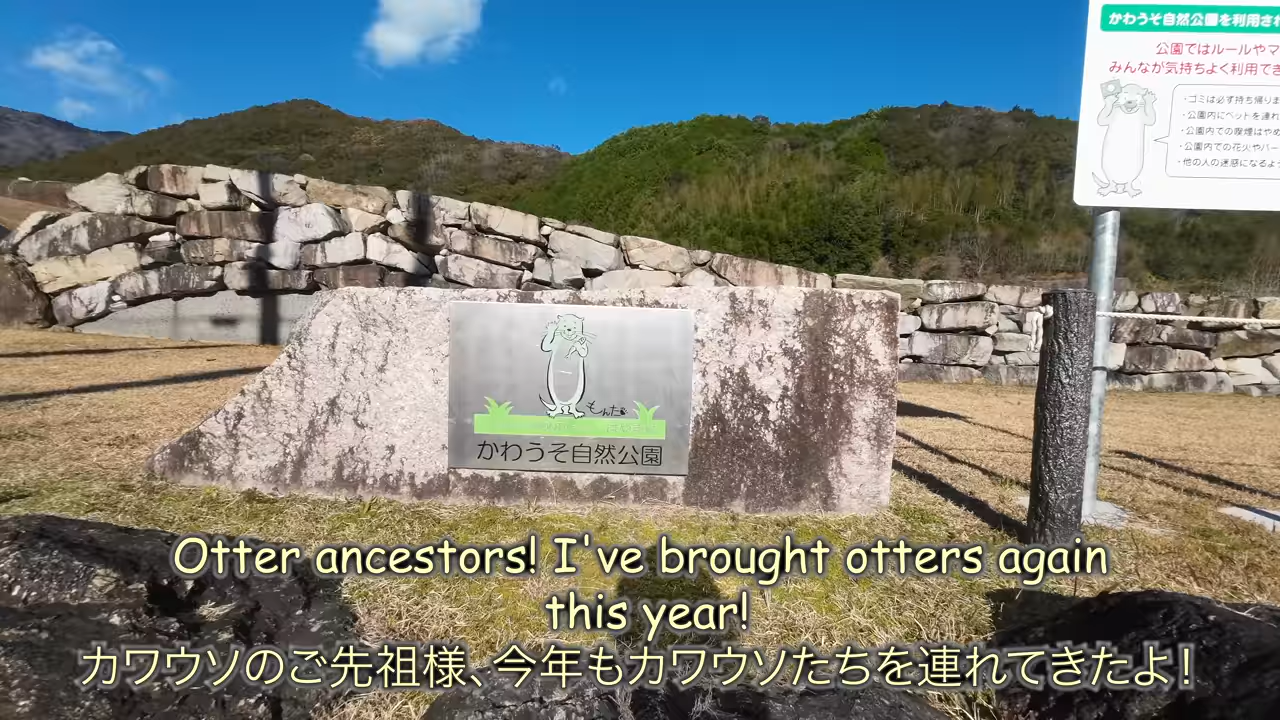 かわうそ自然公園を利用され
公園ではルールやマ
みんなが気持ちよく利用でき
・ゴミは必ず持ち帰りま
・公園内にペットを連れ
・公園内での喫煙はやめ
・公園内での花火やバー
・他の人の迷惑になるよ
かわうそ自然公園
Otter ancestors! I've brought otters again
this year!
カワウソのご先祖様、今年もカワウソたちを連れてきたよ!